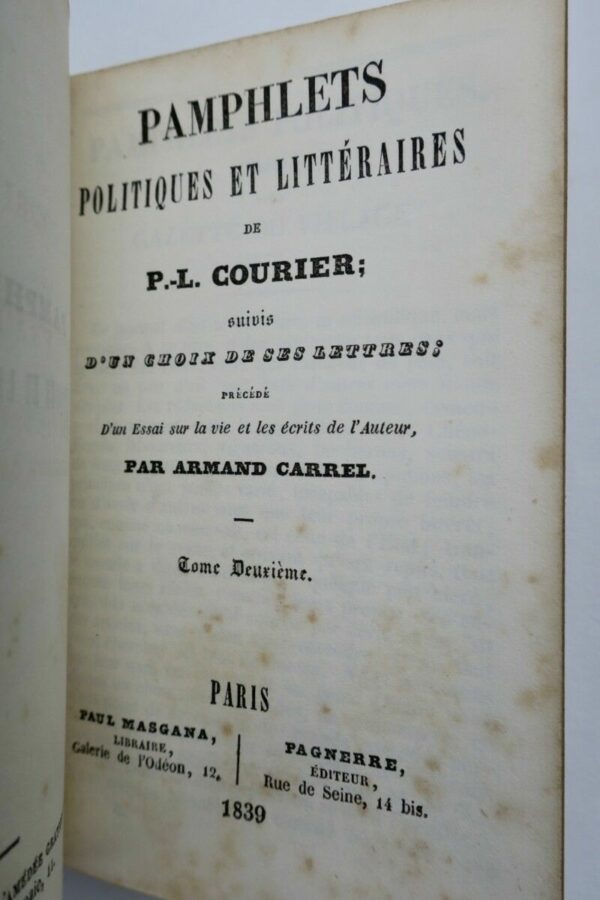 PAMPHLETS
POLITIQUES ET LITTÉRAIRES
DE
P.-L. COURIER;
suivis
D'UN CHOIX DE SES LETTRES;
PRÉCÉDÉ
D'un Essai sur la vie et les écrits de l'Auteur,
PAR ARMAND CARREL.
Tome Deuxième.
PARIS
PAUL MASGANA,
LIBRAIRE,
Galerie de l'Odéon, 12.
PAGNERRE,
ÉDITEUR,
Rue de Seine, 14 bis.
1839